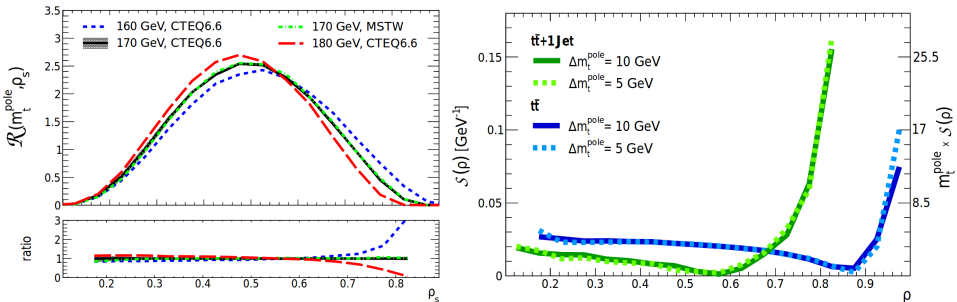 160 GeV, CTEQ6.6
170 GeV, CTEQ6.6
170 GeV, MSTW
180 GeV, CTEQ6.6
ℛ(m_t^pole, ρ_s)
3.5
3
2.5
2
1.5
1
0.5
0
ratio
3
2
1
0
0.2 0.3 0.4 0.5 0.6 0.7 0.8 ρ_s
tt̄+1Jet
Δm_t^pole= 10 GeV
Δm_t^pole= 5 GeV
tt̄
Δm_t^pole= 10 GeV
Δm_t^pole= 5 GeV
𝒮(ρ) [GeV⁻¹]
0.15
0.1
0.05
0
25.5
17
8.5
m_t^pole × 𝒮(ρ)
0.2 0.3 0.4 0.5 0.6 0.7 0.8 0.9 ρ